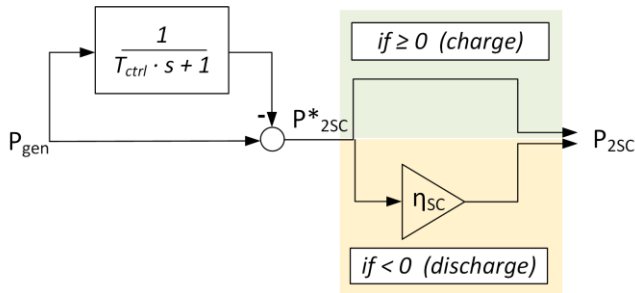 1
T_ctrl · s + 1
if ≥ 0 (charge)
-
P*_2SC
P_gen
P_2SC
η_SC
if < 0 (discharge)